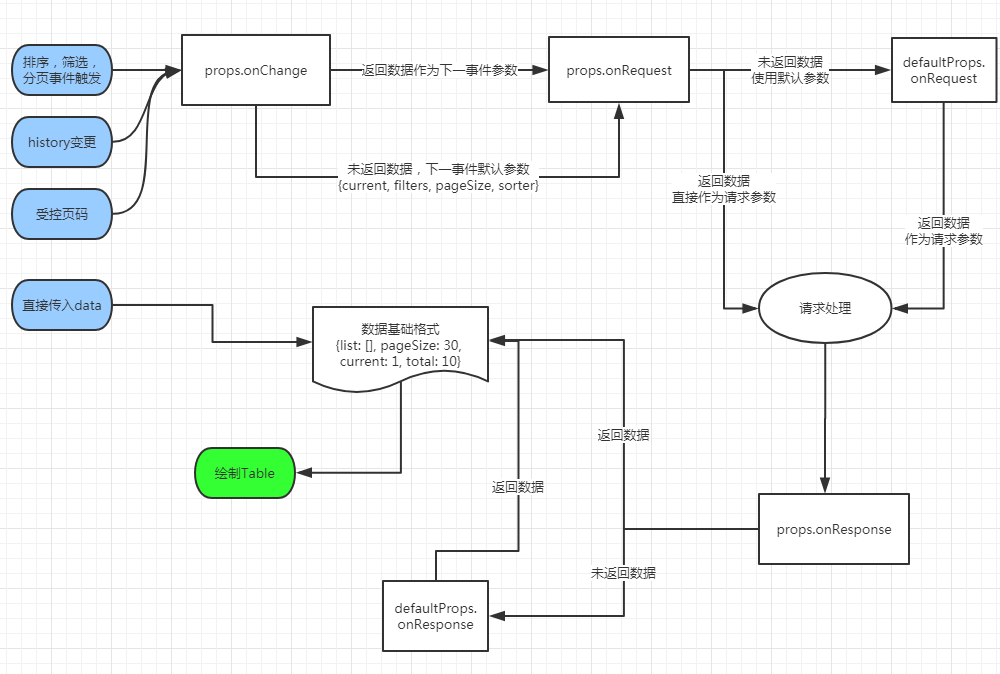 排序，筛选，
分页事件触发
props.onChange
返回数据作为下一事件参数
props.onRequest
未返回数据
使用默认参数
defaultProps.
onRequest
history变更
未返回数据，下一事件默认参数
{current, filters, pageSize, sorter}
返回数据
直接作为请求参数
受控页码
返回数据
作为请求参数
直接传入data
数据基础格式
{list: [], pageSize: 30,
current: 1, total: 10}
请求处理
返回数据
绘制Table
返回数据
props.onResponse
未返回数据
defaultProps.
onResponse